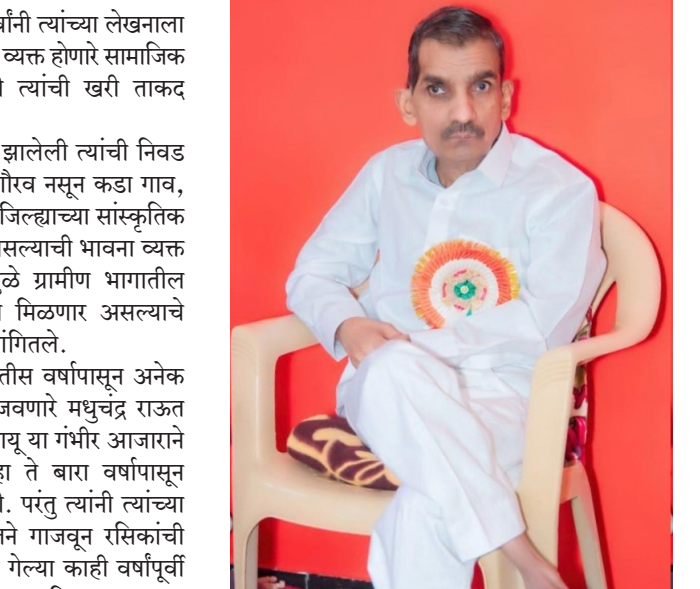 त्यांच्या लेखनाला
व्यक्त होणारे सामाजिक
त्यांची खरी ताकद
झालेली त्यांची निवड
गौरव नसून कडा गाव,
जिल्ह्याच्या सांस्कृतिक
असल्याची भावना व्यक्त
ग्रामीण भागातील
मिळणार असल्याचे
सांगितले.
वर्षापासून अनेक
मधुचंद्र राऊत
या गंभीर आजाराने
ते बारा वर्षापासून
परंतु त्यांनी त्यांच्या
गाजवून रसिकांची
गेल्या काही वर्षांपूर्वी